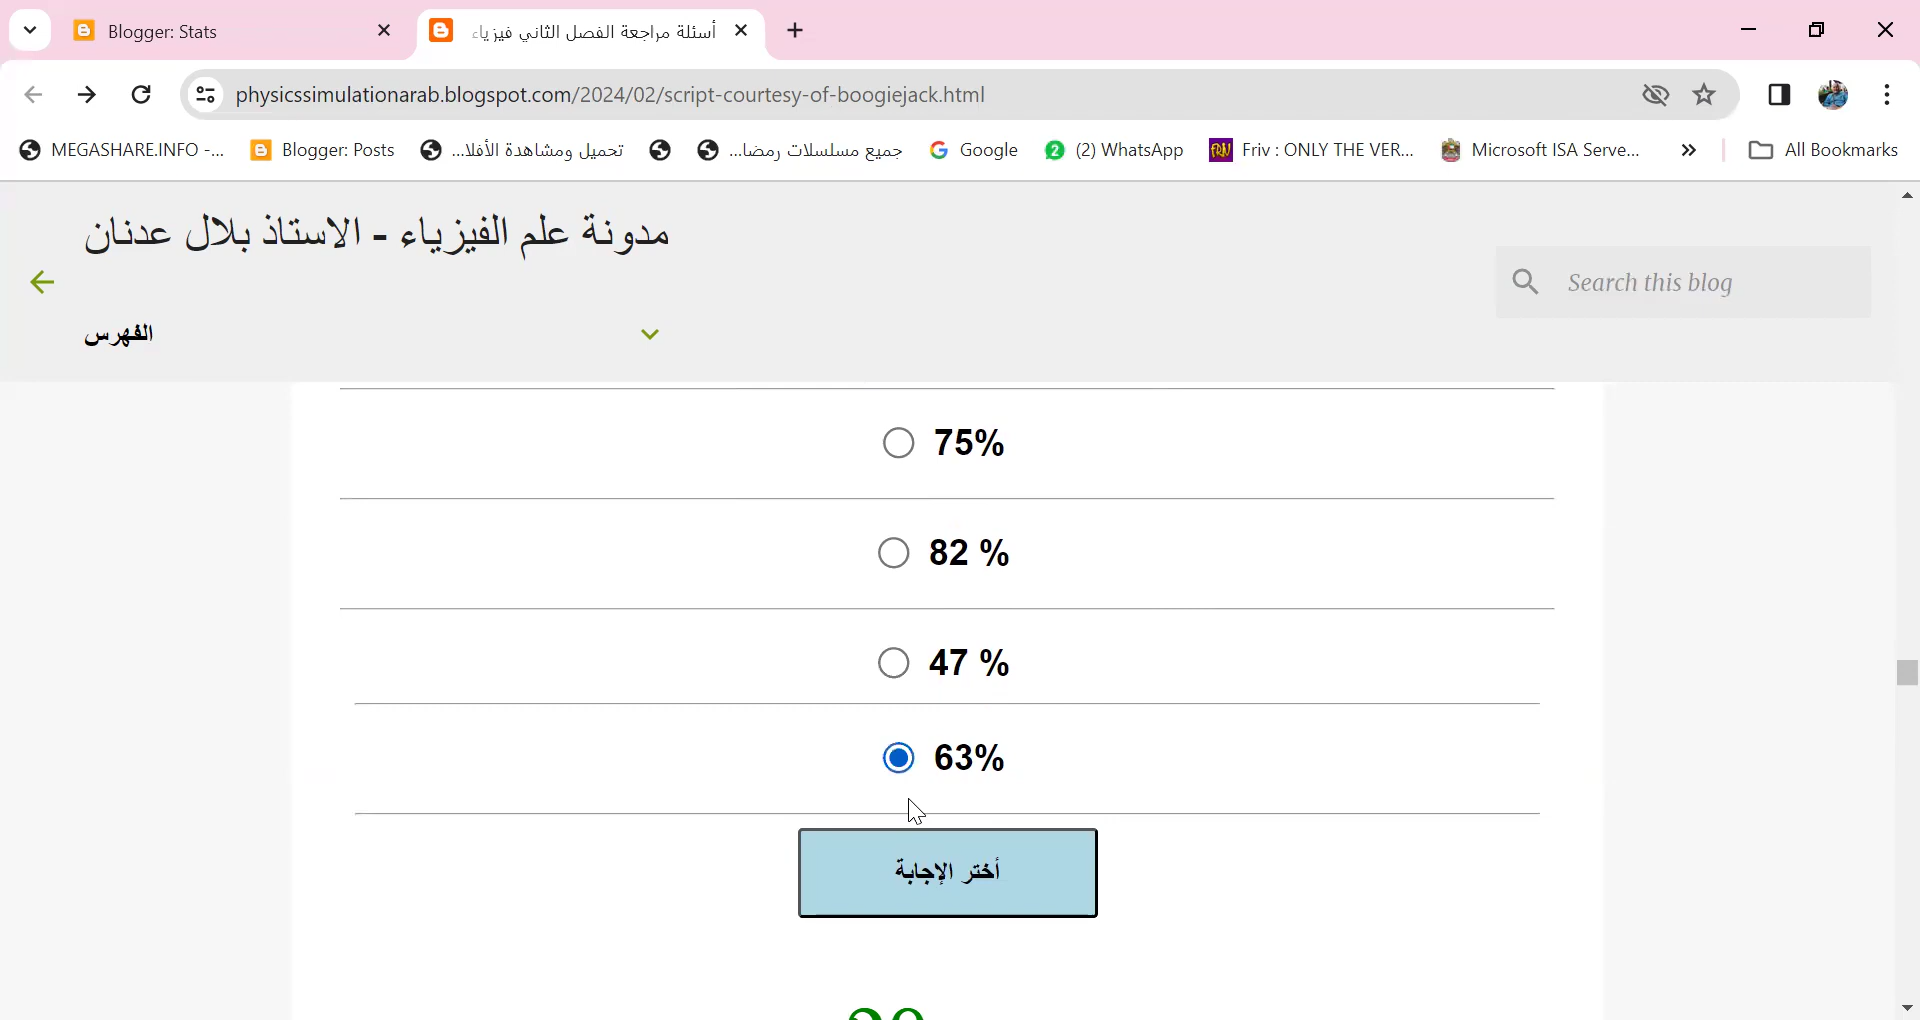 Blogger: Stats
أسئلة مراجعة الفصل الثاني فيزياء
physicssimulationarab.blogspot.com/2024/02/script-courtesy-of-boogiejack.html
MEGASHARE.INFO -...
Blogger: Posts
تحميل ومشاهدة الأفلا...
جميع مسلسلات رمضا...
Google
(2) WhatsApp
Friv : ONLY THE VER...
Microsoft ISA Serve...
»
All Bookmarks
مدونة علم الفيزياء - الاستاذ بلال عدنان
Search this blog
الفهرس
75%
82 %
47 %
63%
أختر الإجابة